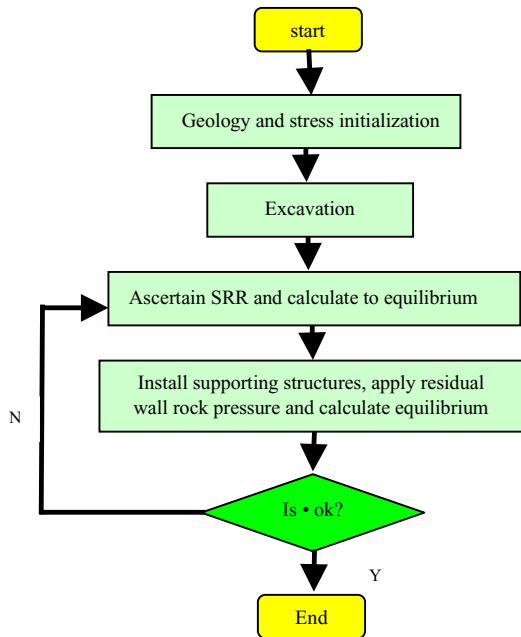 start
Geology and stress initialization
Excavation
Ascertain SRR and calculate to equilibrium
Install supporting structures, apply residual
wall rock pressure and calculate equilibrium
N
Is • ok?
Y
End